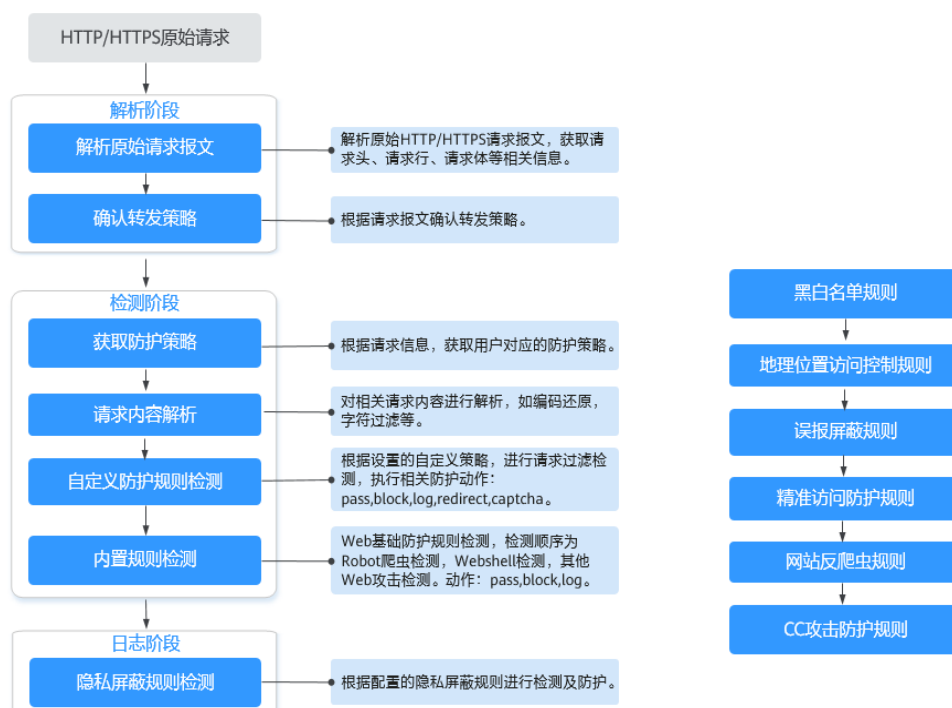 HTTP/HTTPS原始请求
解析阶段
解析原始请求报文
解析原始HTTP/HTTPS请求报文，获取请
求头、请求行、请求体等相关信息。
确认转发策略
根据请求报文确认转发策略。
检测阶段
获取防护策略
根据请求信息，获取用户对应的防护策略。
请求内容解析
对相关请求内容进行解析，如编码还原，
字符过滤等。
自定义防护规则检测
根据设置的自定义策略，进行请求过滤检
测，执行相关防护动作：
pass,block,log,redirect,captcha。
内置规则检测
Web基础防护规则检测，检测顺序为
Robot爬虫检测，Webshell检测，其他
Web攻击检测。动作：pass,block,log。
日志阶段
隐私屏蔽规则检测
根据配置的隐私屏蔽规则进行检测及防护。
黑白名单规则
地理位置访问控制规则
误报屏蔽规则
精准访问防护规则
网站反爬虫规则
CC攻击防护规则